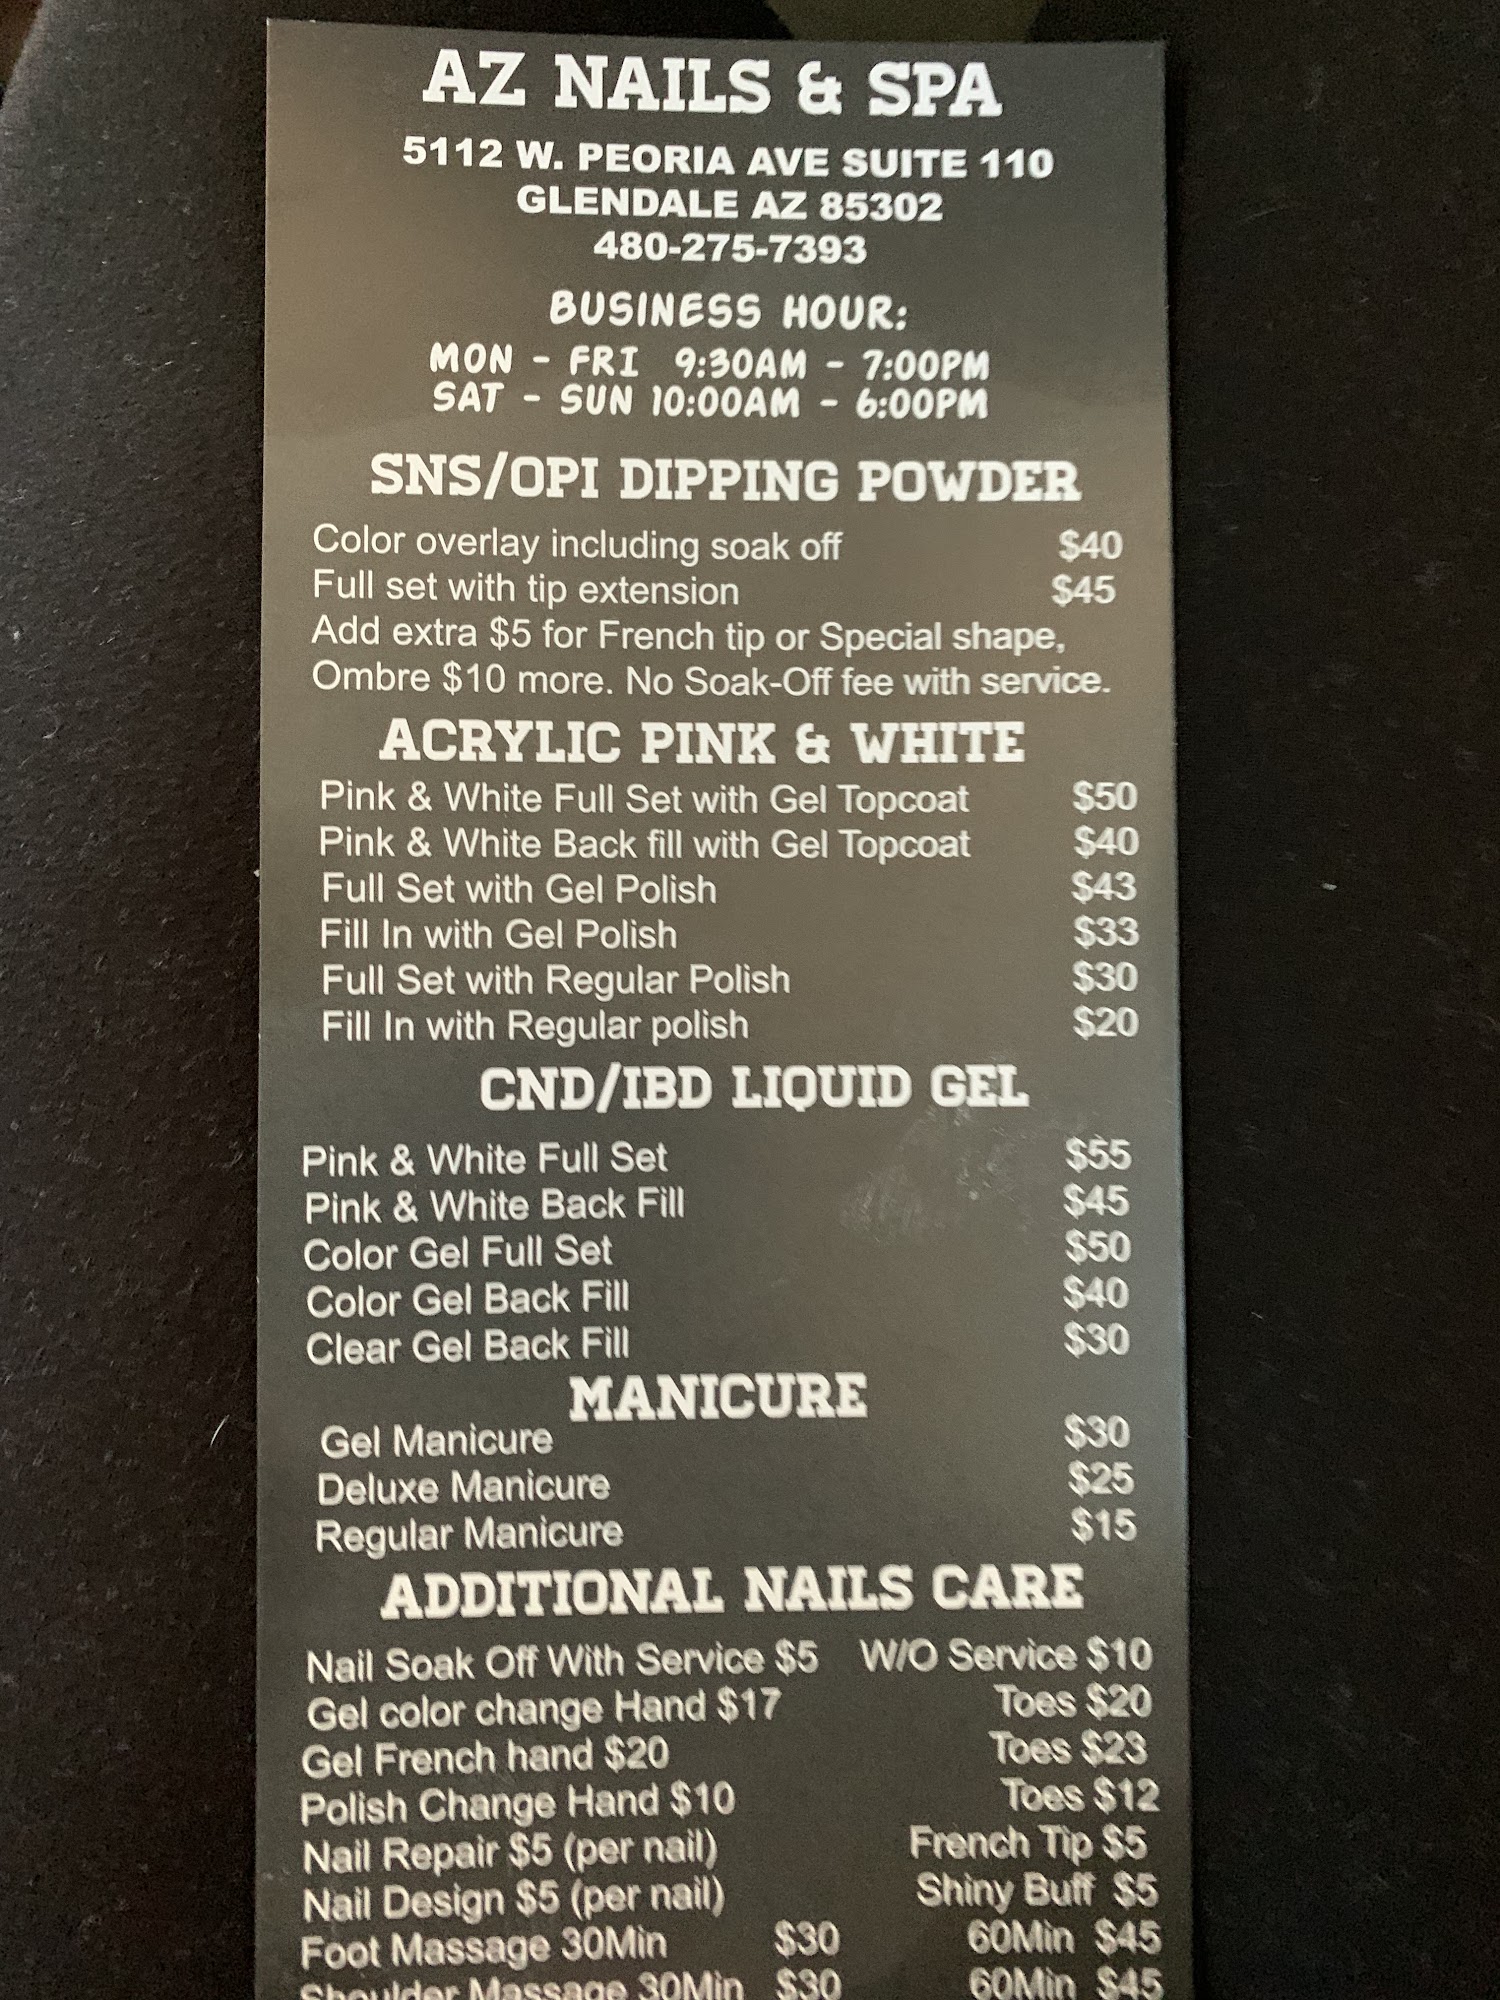 AZ NAILS & SPA
5112 W. PEORIA AVE SUITE 110
GLENDALE AZ 85302
480-275-7393
BUSINESS HOUR:
MON - FRI 9:30AM - 7:00PM
SAT - SUN 10:00AM - 6:00PM
SNS/OPI DIPPING POWDER
Color overlay including soak off $40
Full set with tip extension $45
Add extra $5 for French tip or Special shape,
Ombre $10 more. No Soak-Off fee with service.
ACRYLIC PINK & WHITE
Pink & White Full Set with Gel Topcoat $50
Pink & White Back fill with Gel Topcoat $40
Full Set with Gel Polish $43
Fill In with Gel Polish $33
Full Set with Regular Polish $30
Fill In with Regular polish $20
CND/IBD LIQUID GEL
Pink & White Full Set $55
Pink & White Back Fill $45
Color Gel Full Set $50
Color Gel Back Fill $40
Clear Gel Back Fill $30
MANICURE
Gel Manicure $30
Deluxe Manicure $25
Regular Manicure $15
ADDITIONAL NAILS CARE
Nail Soak Off With Service $5 W/O Service $10
Gel color change Hand $17 Toes $20
Gel French hand $20 Toes $23
Polish Change Hand $10 Toes $12
Nail Repair $5 (per nail) French Tip $5
Nail Design $5 (per nail) Shiny Buff $5
Foot Massage 30Min $30 60Min $45
Shoulder Massage 30Min $30 60Min $45